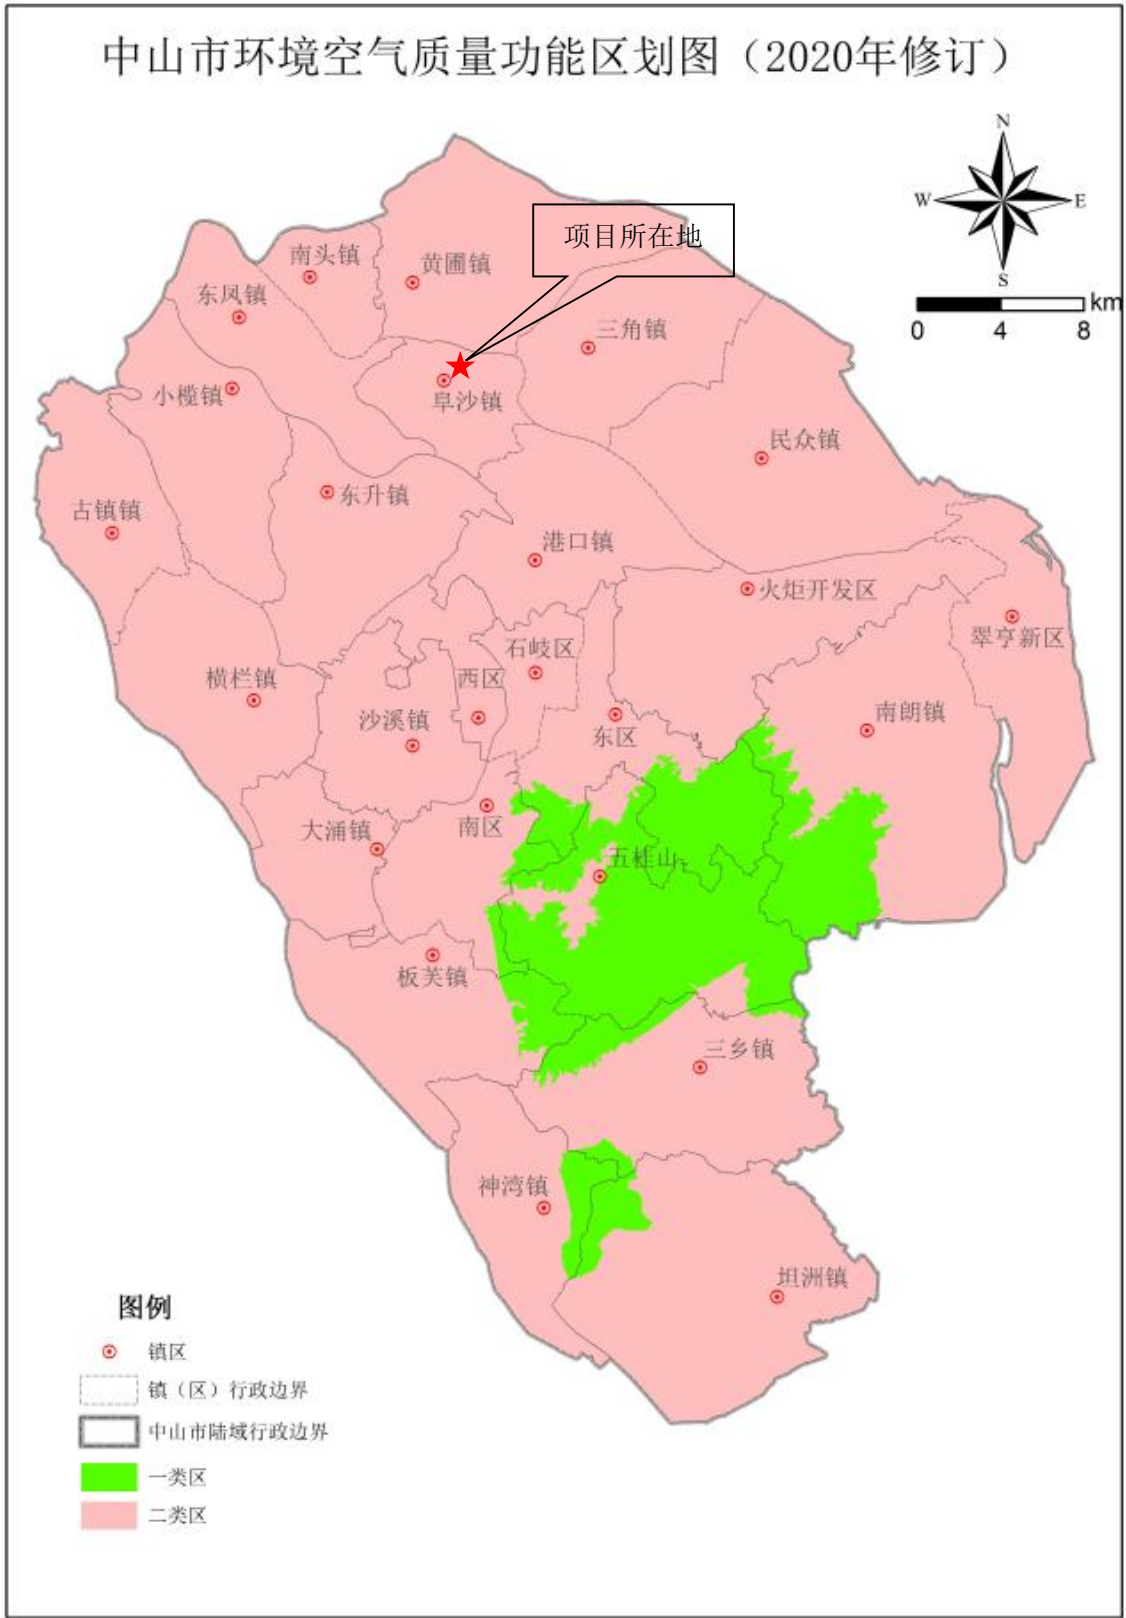 中山市环境空气质量功能区划图（2020年修订）
N
W
E
S
km
0
4
8
项目所在地
南头镇
黄圃镇
东凤镇
三角镇
小榄镇
阜沙镇
民众镇
东升镇
古镇镇
港口镇
火炬开发区
翠亨新区
石岐区
横栏镇
西区
沙溪镇
东区
南朗镇
大涌镇
南区
五桂山
板芙镇
三乡镇
神湾镇
坦洲镇
图例
镇区
镇（区）行政边界
中山市陆域行政边界
一类区
二类区